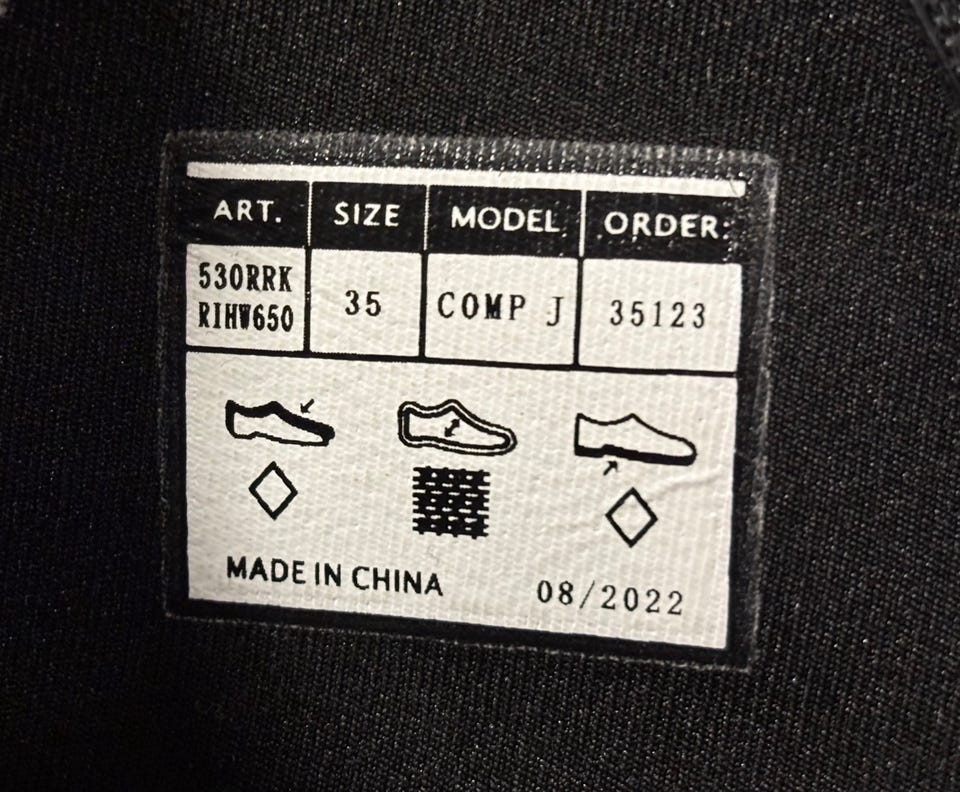 ART. SIZE MODEL ORDER:
530RRK
RIHW650 35 COMP J 35123
MADE IN CHINA 08/2022